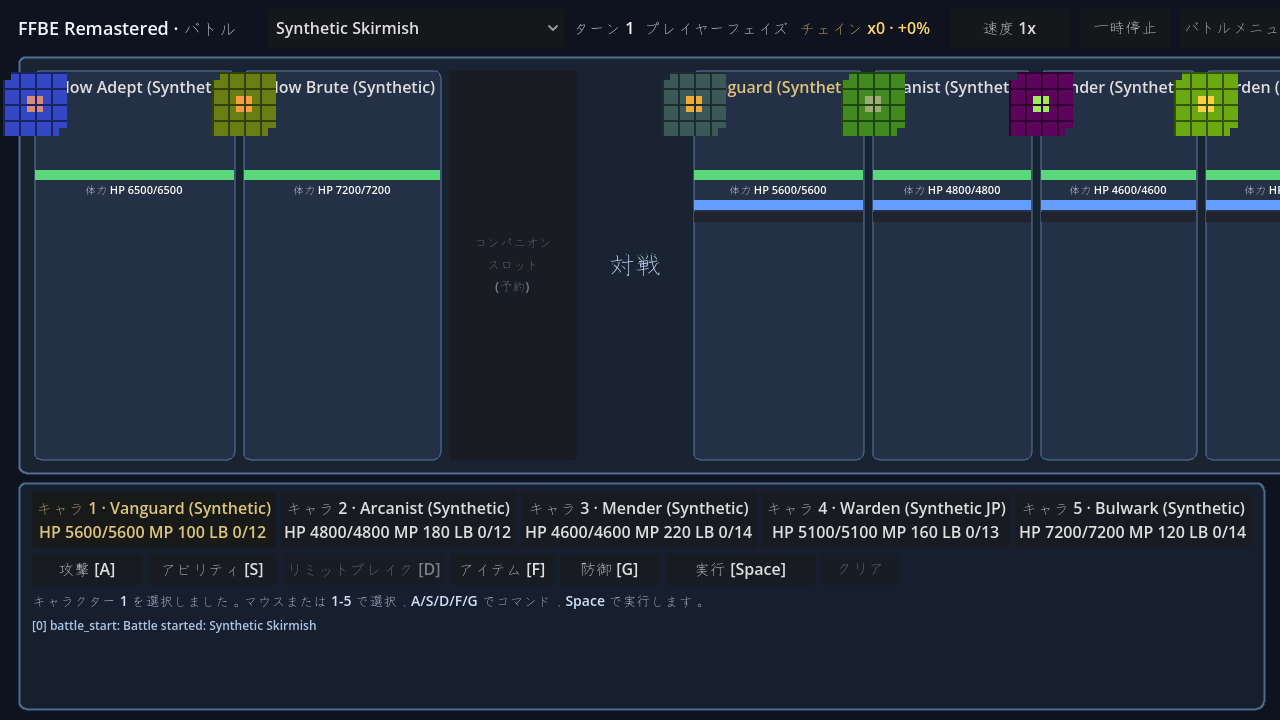 FFBE Remastered · バトル
Synthetic Skirmish
ターン 1 プレイヤーフェイズ チェイン x0 · +0%
速度 1x
一時停止
バトルメニュ
low Adept (Synthet
low Brute (Synthetic)
guard (Synthet
anist (Synthet
nder (Synthet
rden (
体力 HP 6500/6500
体力 HP 7200/7200
体力 HP 5600/5600
体力 HP 4800/4800
体力 HP 4600/4600
体力 HP
コンパニオン
スロット
(予約)
対戦
キャラ 1 · Vanguard (Synthetic)
HP 5600/5600 MP 100 LB 0/12
キャラ 2 · Arcanist (Synthetic)
HP 4800/4800 MP 180 LB 0/12
キャラ 3 · Mender (Synthetic)
HP 4600/4600 MP 220 LB 0/14
キャラ 4 · Warden (Synthetic JP)
HP 5100/5100 MP 160 LB 0/13
キャラ 5 · Bulwark (Synthetic)
HP 7200/7200 MP 120 LB 0/14
攻撃 [A]
アビリティ [S]
リミットブレイク [D]
アイテム [F]
防御 [G]
実行 [Space]
クリア
キャラクター 1 を選択しました。マウスまたは 1-5 で選択、A/S/D/F/G でコマンド、Space で実行します。
[0] battle_start: Battle started: Synthetic Skirmish